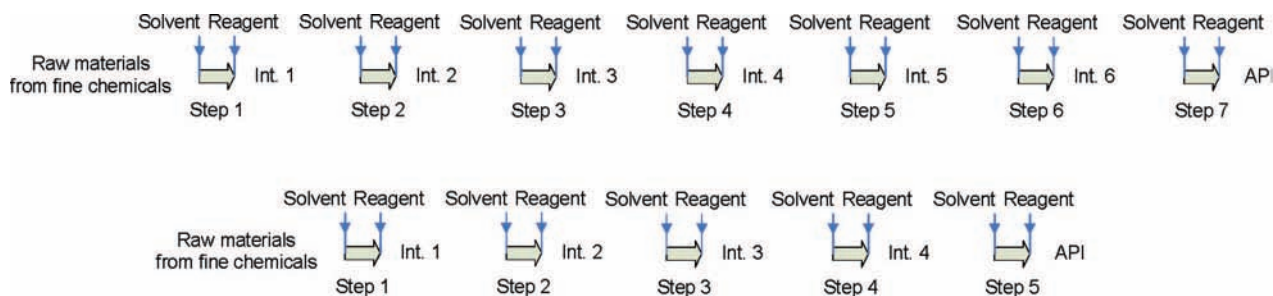 Solvent Reagent Solvent Reagent Solvent Reagent Solvent Reagent Solvent Reagent Solvent Reagent Solvent Reagent
Raw materials
from fine chemicals
Int. 1 Int. 2 Int. 3 Int. 4 Int. 5 Int. 6 API
Step 1 Step 2 Step 3 Step 4 Step 5 Step 6 Step 7
Solvent Reagent Solvent Reagent Solvent Reagent Solvent Reagent Solvent Reagent
Raw materials
from fine chemicals
Int. 1 Int. 2 Int. 3 Int. 4 API
Step 1 Step 2 Step 3 Step 4 Step 5